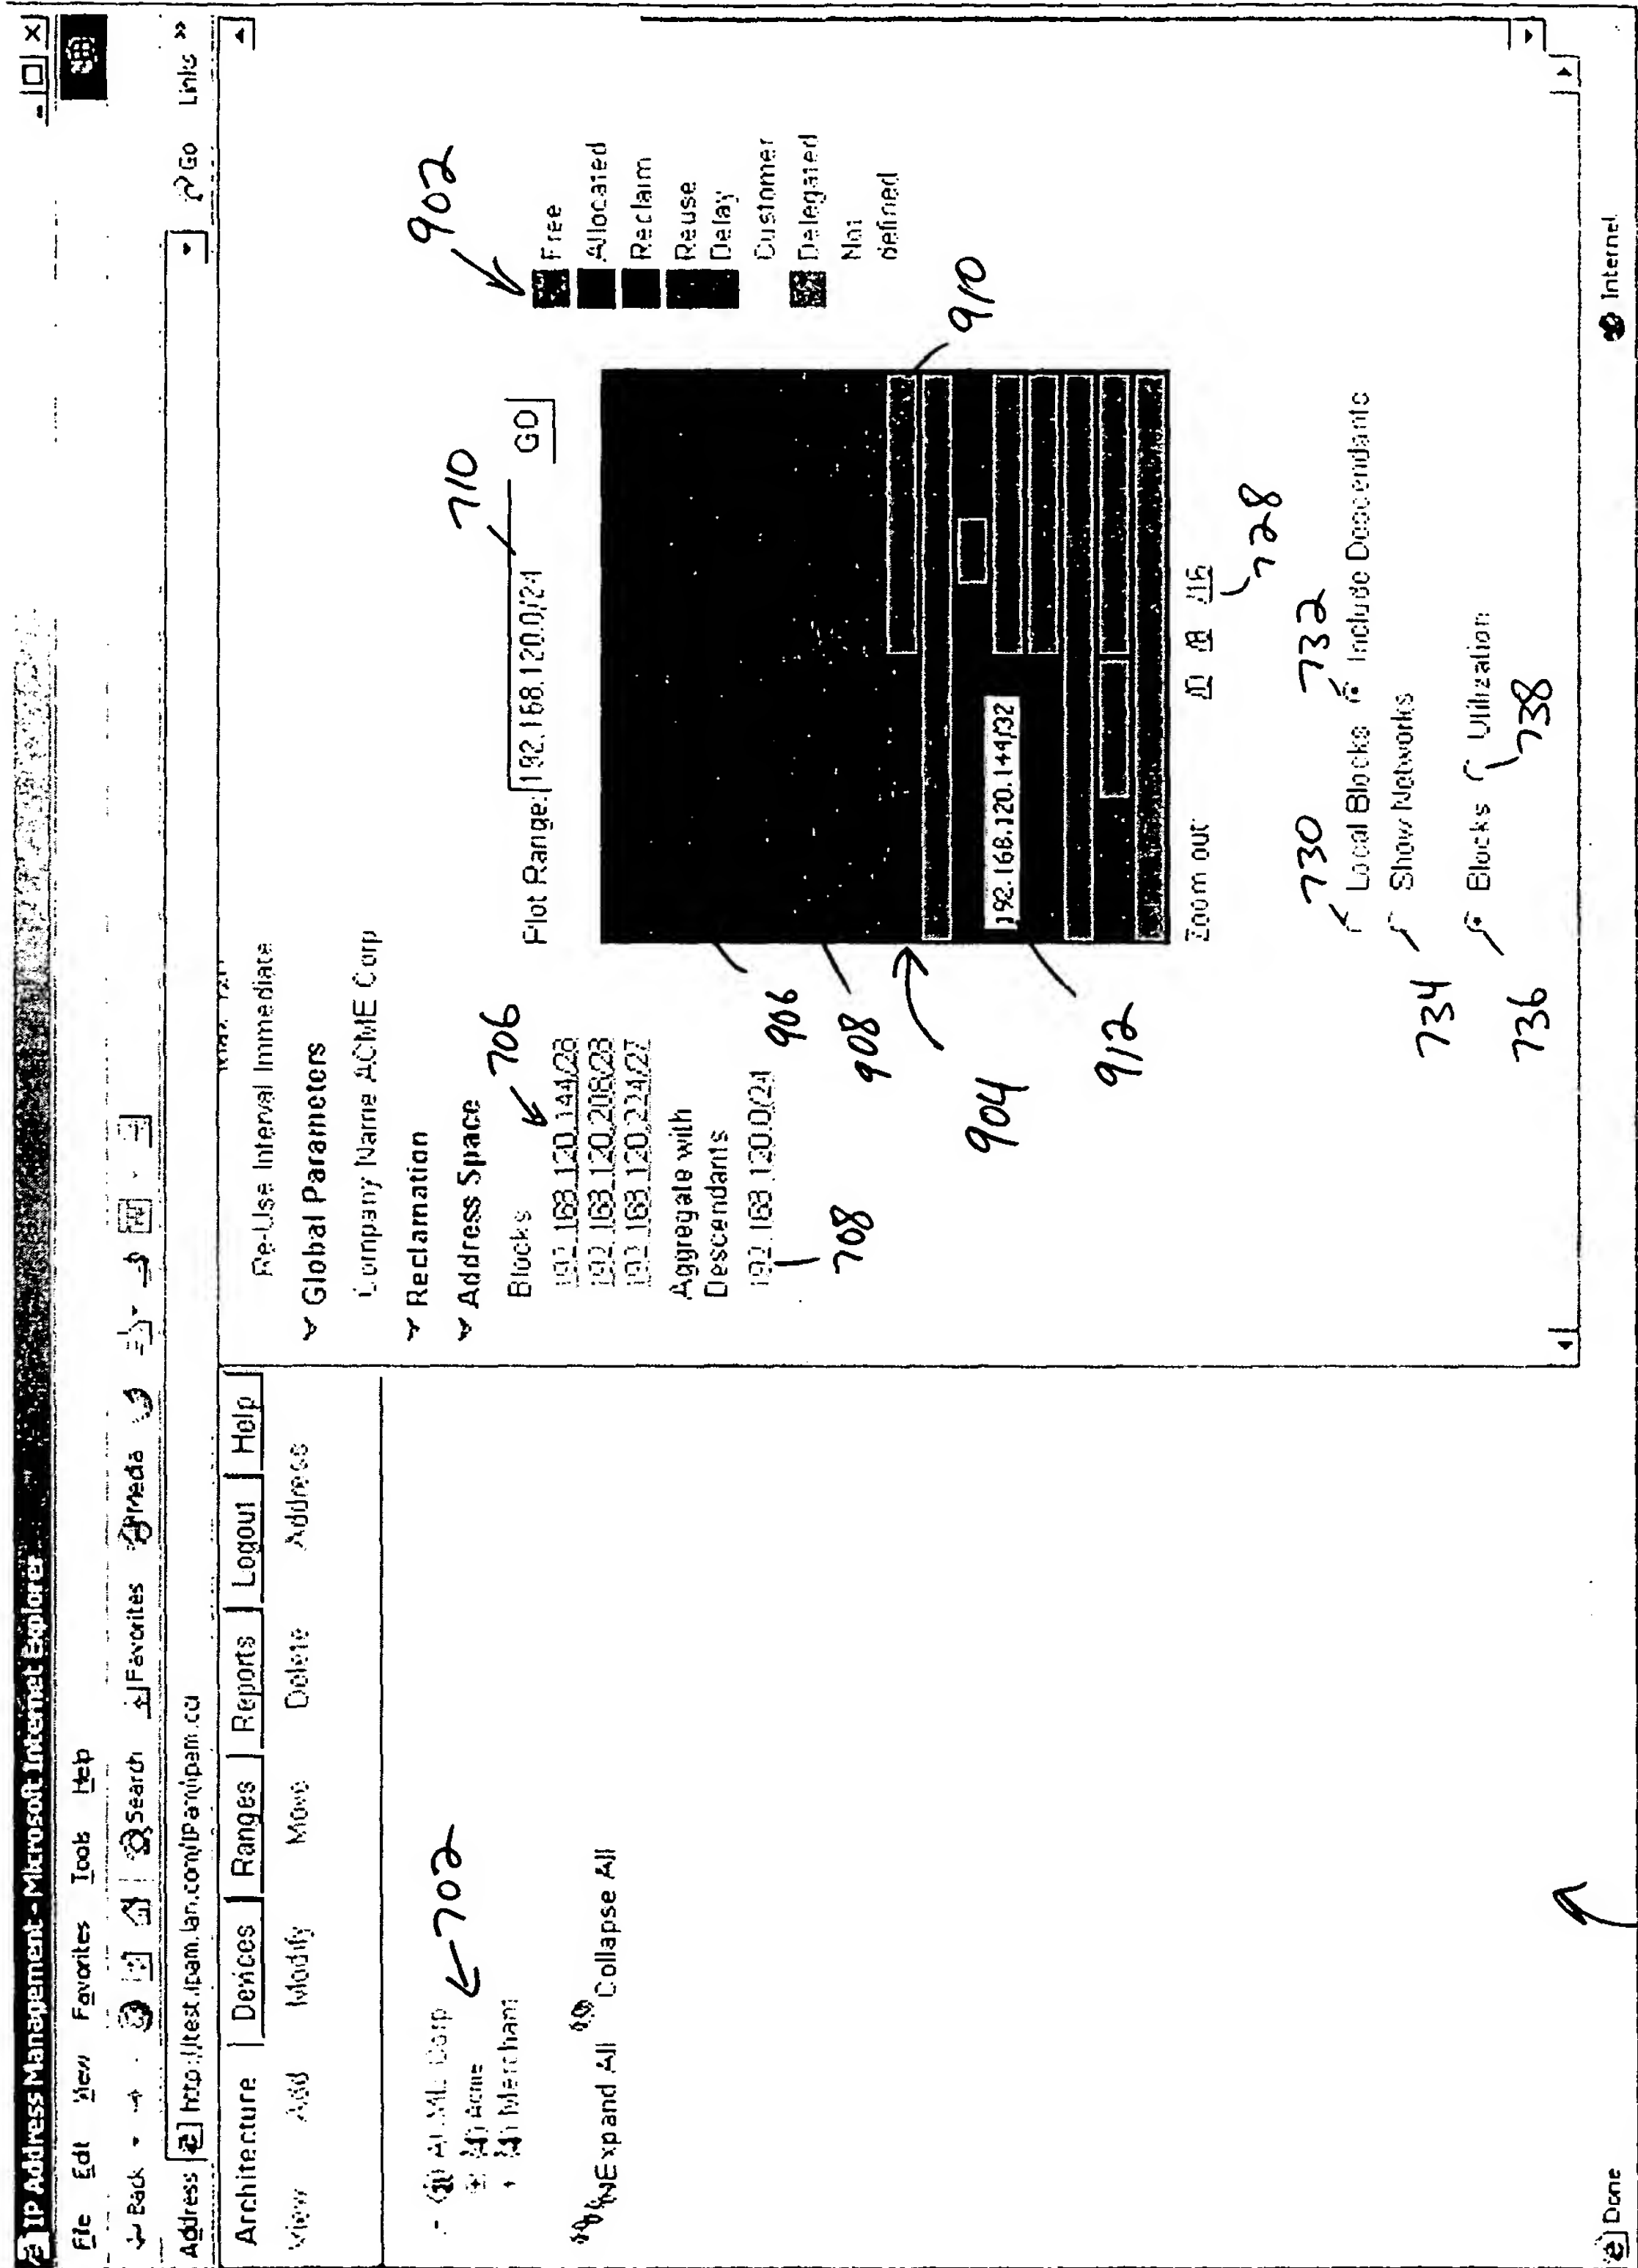 IP Address Management - Microsoft Internet Explorer
File Edit View Favorites Tools Help
Back Search Favorites Media
Address http://test.ipam.lan.com/IPam/ipam.cgi Go Links »
Architecture Devices Ranges Reports Logout Help
View Add Modify Move Delete Address
- ACME Corp
Acme
+ Merchant
702
Expand All Collapse All
Re-Use Interval Immediate
Global Parameters
Company Name ACME Corp
Reclamation
Address Space
706
Blocks
192.168.120.144/28
192.168.120.208/28
192.168.120.224/27
Aggregate with
Descendants
192.168.120.0/24
708
710
Plot Range: 192.168.120.0/24 GO
902
Free
Allocated
Reclaim
Reuse
Delay
Customer
Delegated
Not
defined
906
908
904
910
912
192.168.120.144/32
Zoom out: /0 /8 /16
728
730 732
Local Blocks Include Descendants
734
Show Networks
736
Blocks Utilization
738
Done Internet